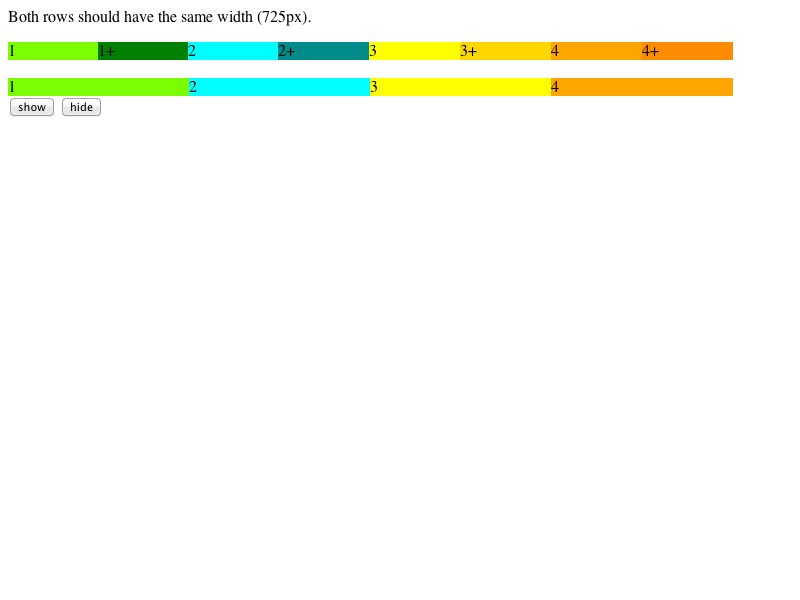 Both rows should have the same width (725px).
1 1+ 2 2+ 3 3+ 4 4+
1 2 3 4
show hide